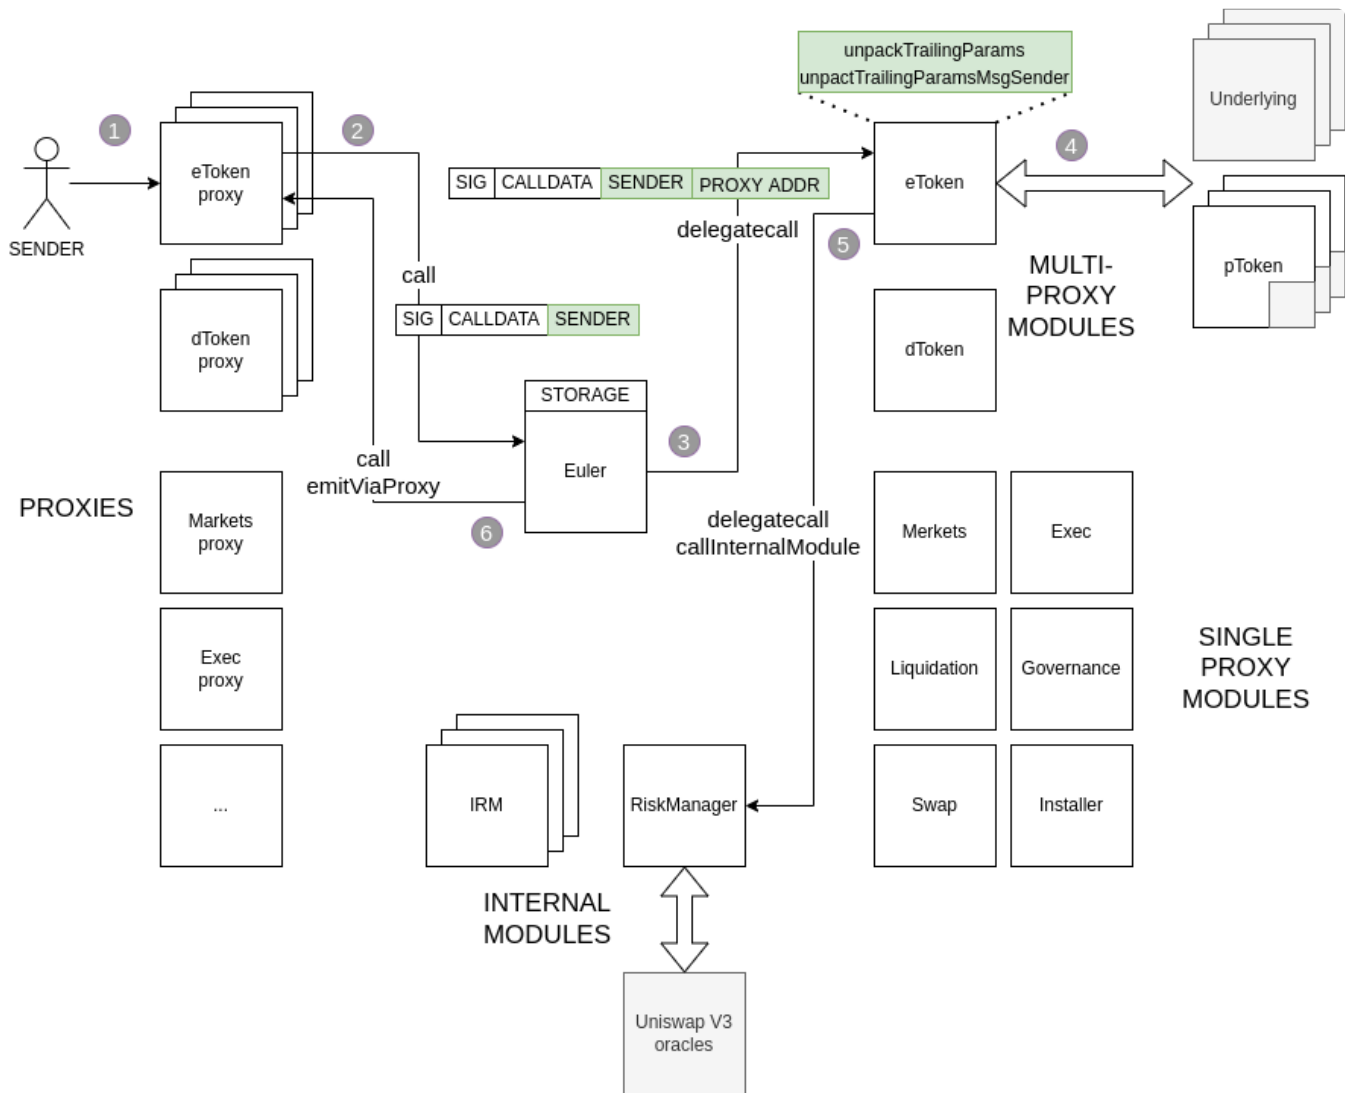 unpackTrailingParams
unpactTrailingParamsMsgSender
Underlying
1
2
4
eToken
proxy
SIG
CALLDATA
SENDER
PROXY ADDR
eToken
SENDER
delegatecall
5
call
MULTI-
PROXY
MODULES
pToken
SIG
CALLDATA
SENDER
dToken
proxy
dToken
STORAGE
3
Euler
call
emitViaProxy
PROXIES
6
Markets
proxy
delegatecall
callInternalModule
Merkets
Exec
Exec
proxy
Liquidation
Governance
SINGLE
PROXY
MODULES
...
IRM
RiskManager
Swap
Installer
INTERNAL
MODULES
Uniswap V3
oracles